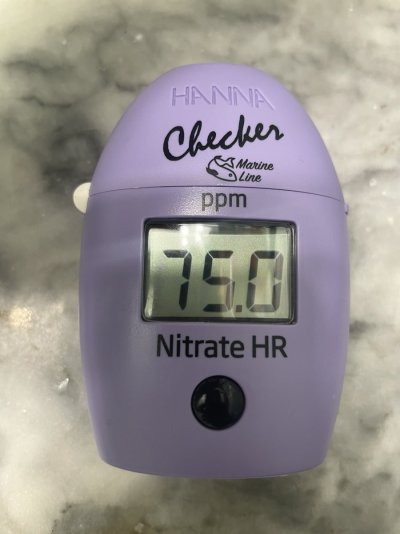 HANNA
Checker
Marine
Line
ppm
75.0
Nitrate HR